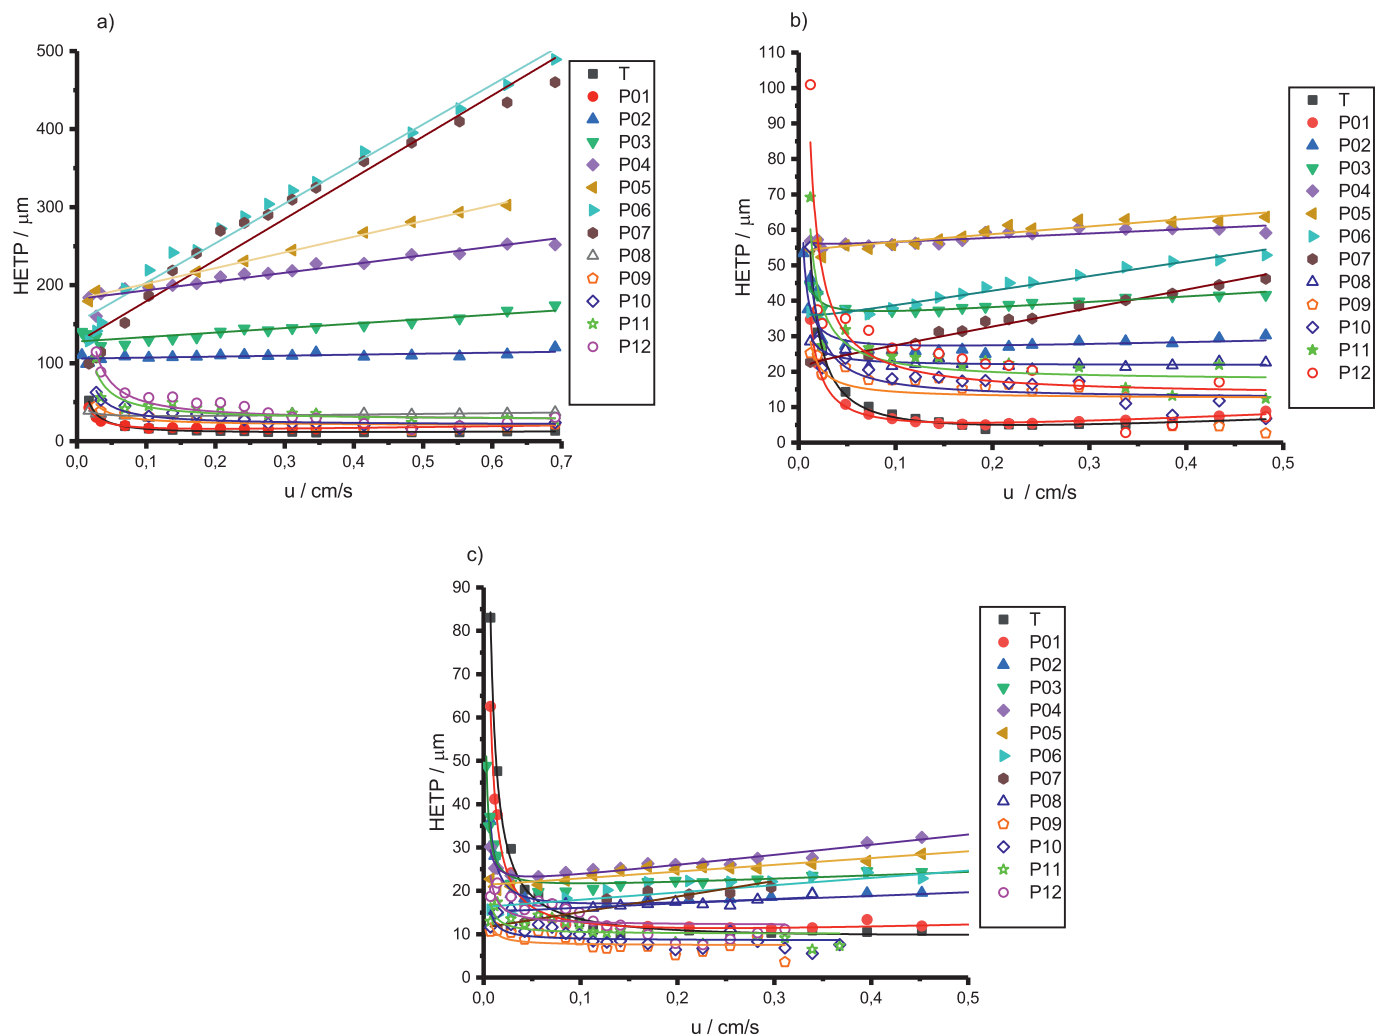 a)
500
400
300
200
100
0
HETP / μm
0,0 0,1 0,2 0,3 0,4 0,5 0,6 0,7
u / cm/s
T
P01
P02
P03
P04
P05
P06
P07
P08
P09
P10
P11
P12
b)
110
100
90
80
70
60
50
40
30
20
10
0
HETP / μm
0,0 0,1 0,2 0,3 0,4 0,5
u / cm/s
T
P01
P02
P03
P04
P05
P06
P07
P08
P09
P10
P11
P12
c)
90
80
70
60
50
40
30
20
10
0
HETP / μm
0,0 0,1 0,2 0,3 0,4 0,5
u / cm/s
T
P01
P02
P03
P04
P05
P06
P07
P08
P09
P10
P11
P12